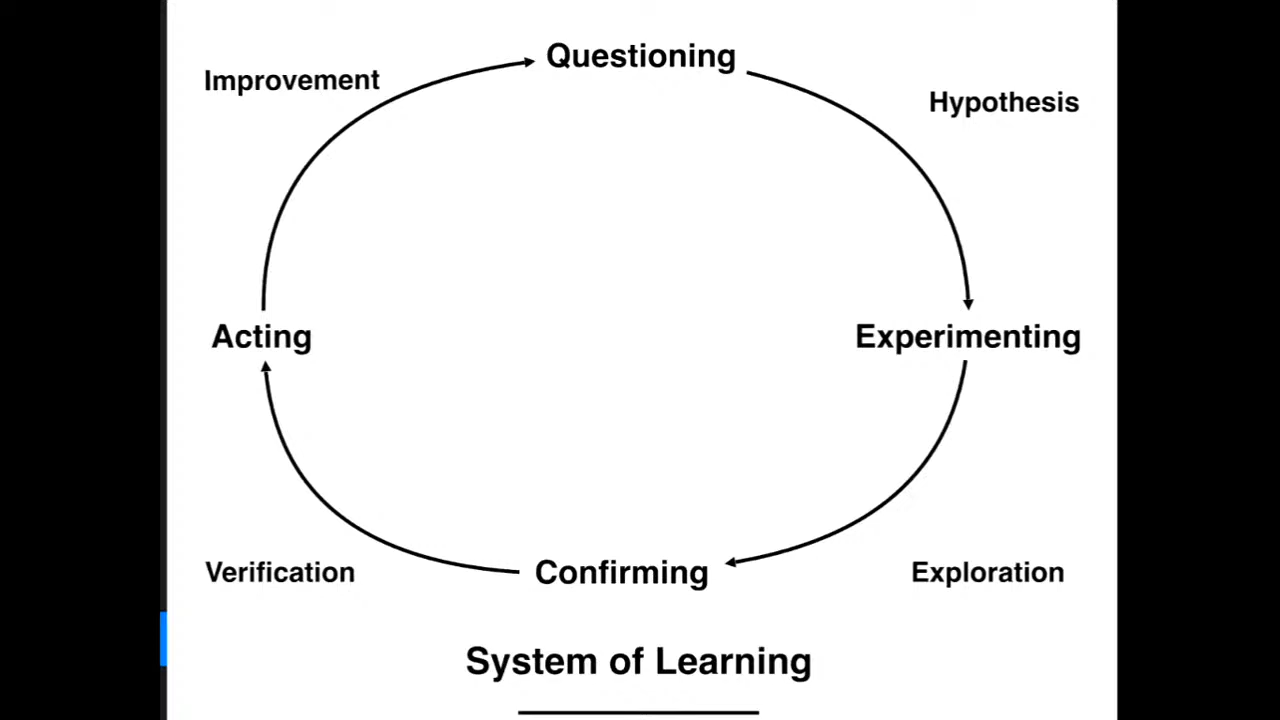 Questioning
Improvement
Hypothesis
Acting
Experimenting
Verification
Confirming
Exploration
System of Learning